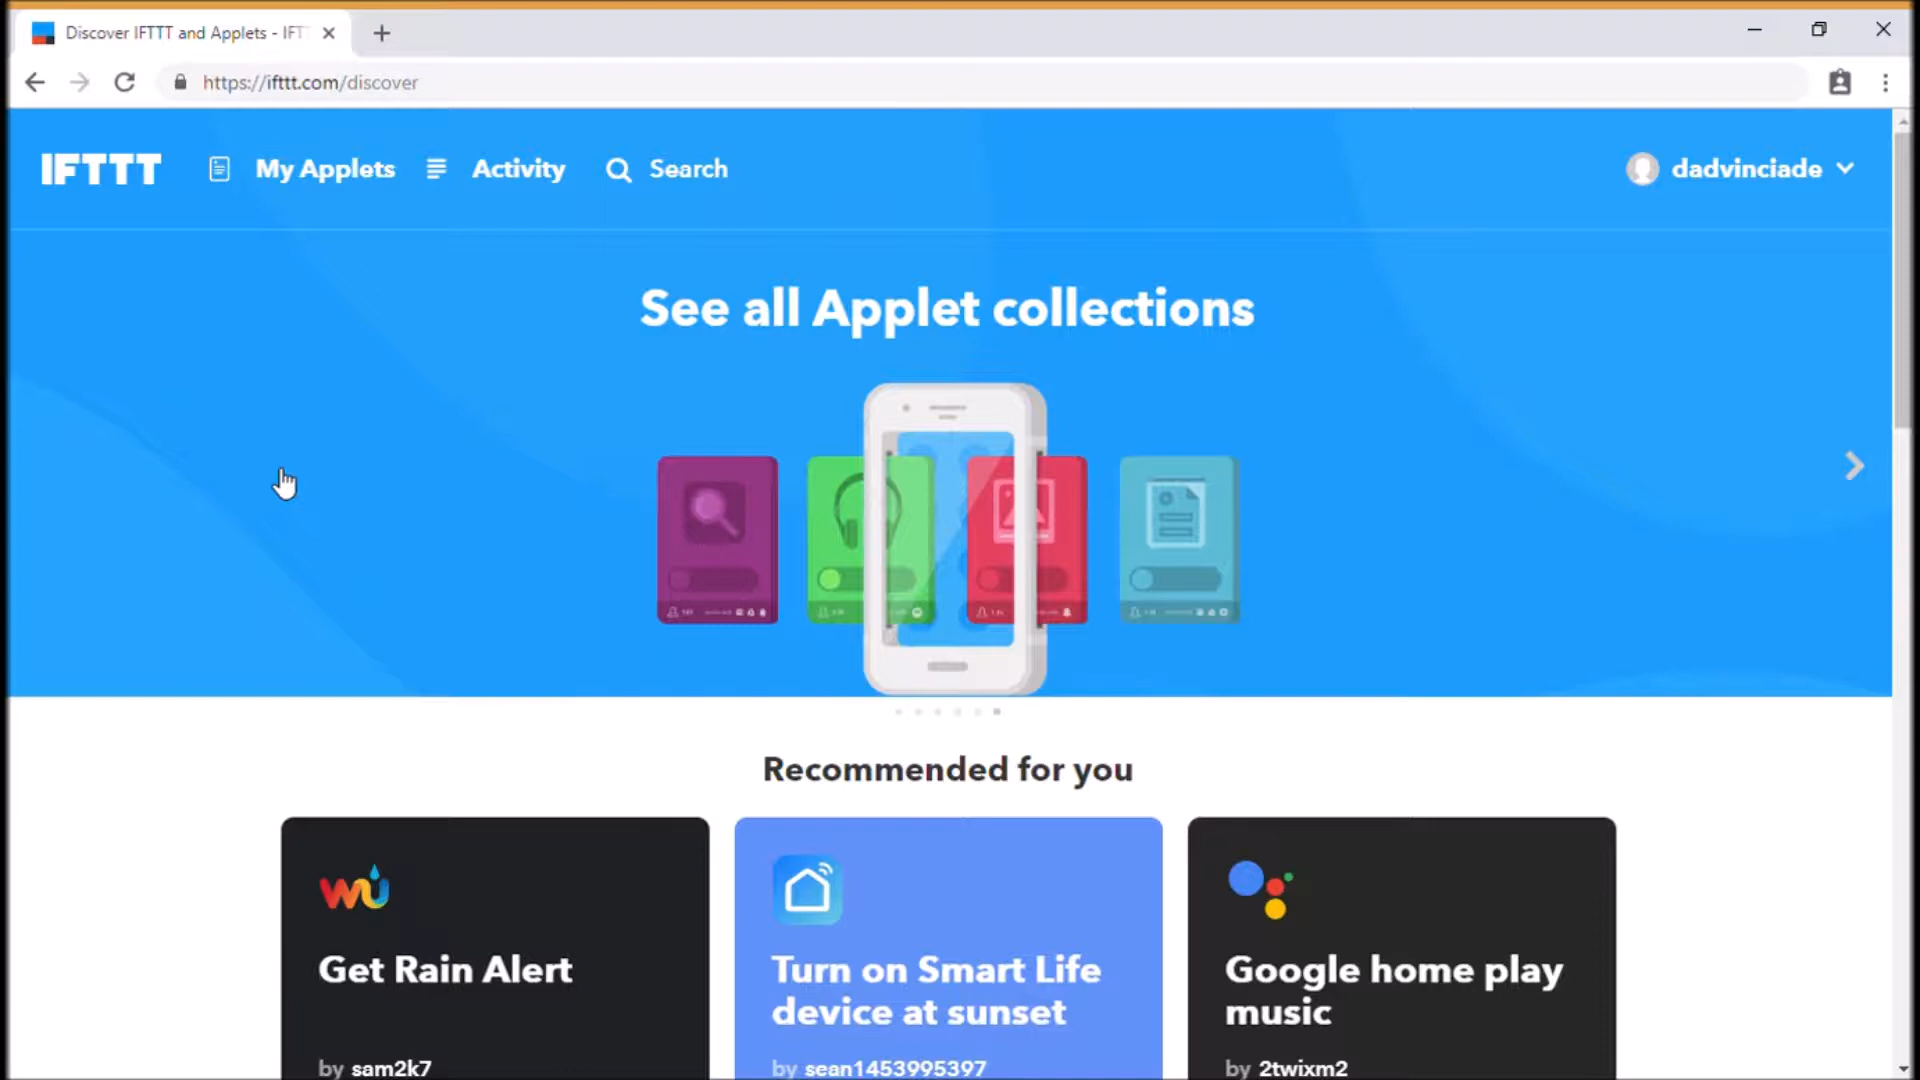 Discover IFTTT and Applets - IFT
https://ifttt.com/discover
IFTTT My Applets Activity Search dadvinciade
See all Applet collections
Recommended for you
WU
Get Rain Alert
by sam2k7
Turn on Smart Life
device at sunset
by sean1453995397
Google home play
music
by 2twixm2